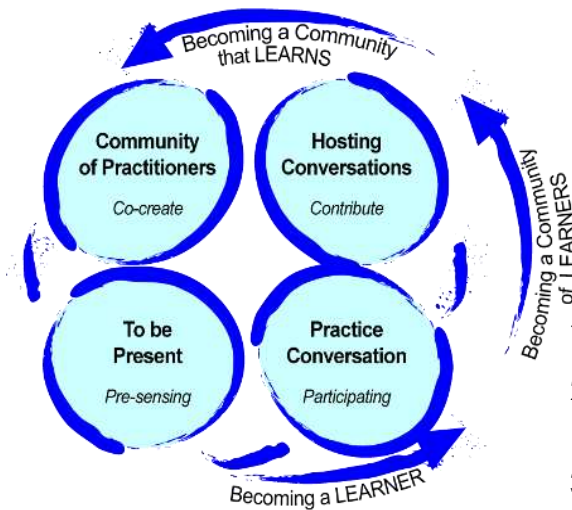 Becoming a Community
that LEARNS
Community
of Practitioners
Co-create
Hosting
Conversations
Contribute
Becoming a Community
of LEARNERS
To be
Present
Pre-sensing
Practice
Conversation
Participating
Becoming a LEARNER